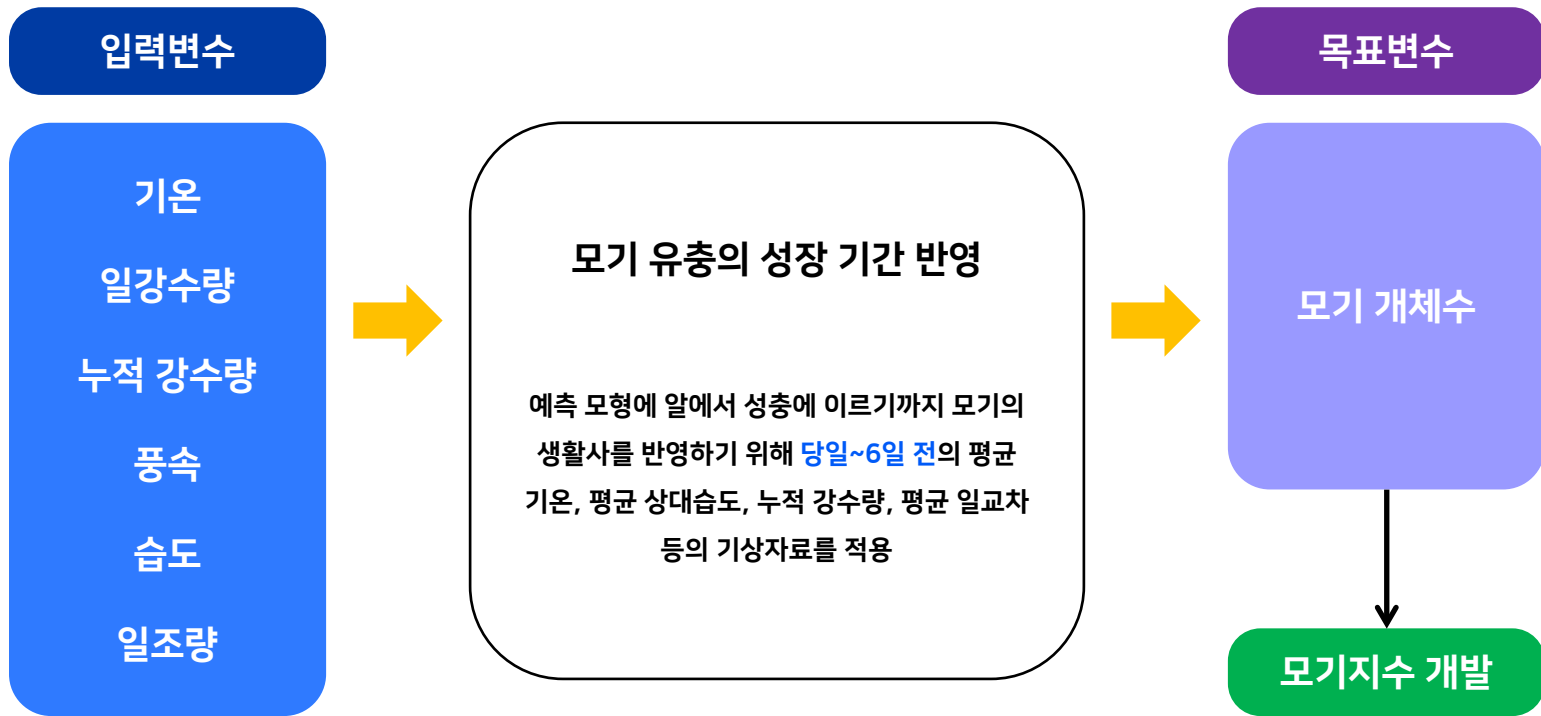 입력변수
기온
일강수량
누적 강수량
풍속
습도
일조량
모기 유충의 성장 기간 반영
예측 모형에 알에서 성충에 이르기까지 모기의
생활사를 반영하기 위해 당일~6일 전의 평균
기온, 평균 상대습도, 누적 강수량, 평균 일교차
등의 기상자료를 적용
목표변수
모기 개체수
모기지수 개발